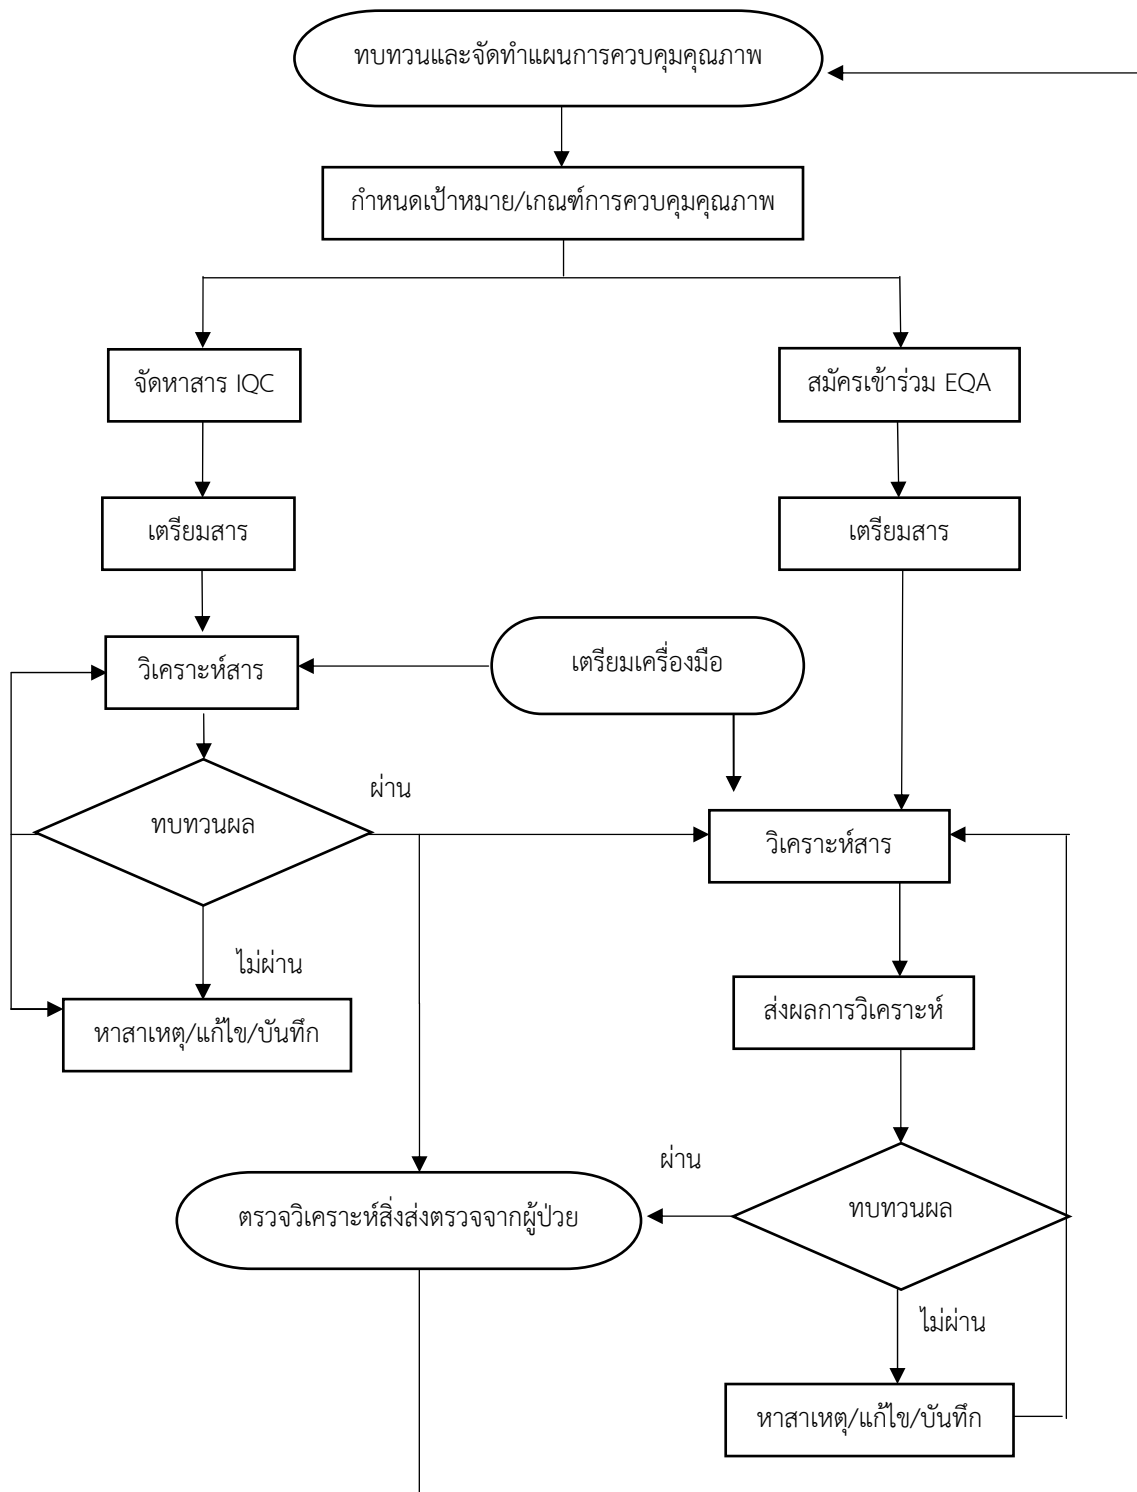 ทบทวนและจัดทำแผนการควบคุมคุณภาพ
กำหนดเป้าหมาย/เกณฑ์การควบคุมคุณภาพ
จัดหาสาร IQC
สมัครเข้าร่วม EQA
เตรียมสาร
เตรียมสาร
วิเคราะห์สาร
เตรียมเครื่องมือ
ผ่าน
ทบทวนผล
วิเคราะห์สาร
ไม่ผ่าน
ส่งผลการวิเคราะห์
หาสาเหตุ/แก้ไข/บันทึก
ผ่าน
ตรวจวิเคราะห์สิ่งส่งตรวจจากผู้ป่วย
ทบทวนผล
ไม่ผ่าน
หาสาเหตุ/แก้ไข/บันทึก